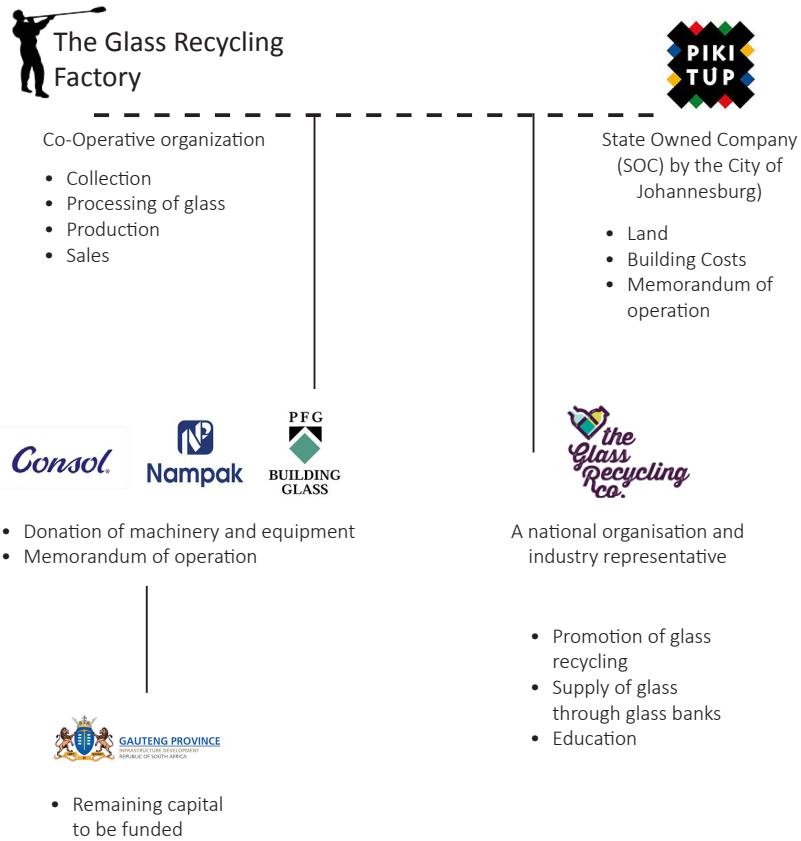 The Glass Recycling
Factory
PIKI
TUP
Co-Operative organization
• Collection
• Processing of glass
• Production
• Sales
State Owned Company
(SOC) by the City of
Johannesburg)
• Land
• Building Costs
• Memorandum of
operation
Consol
Nampak
PFG
BUILDING
GLASS
the
Glass
Recycling
co.
• Donation of machinery and equipment
• Memorandum of operation
A national organisation and
industry representative
• Promotion of glass
recycling
• Supply of glass
through glass banks
• Education
GAUTENG PROVINCE
INFRASTRUCTURE DEVELOPMENT
REPUBLIC OF SOUTH AFRICA
• Remaining capital
to be funded